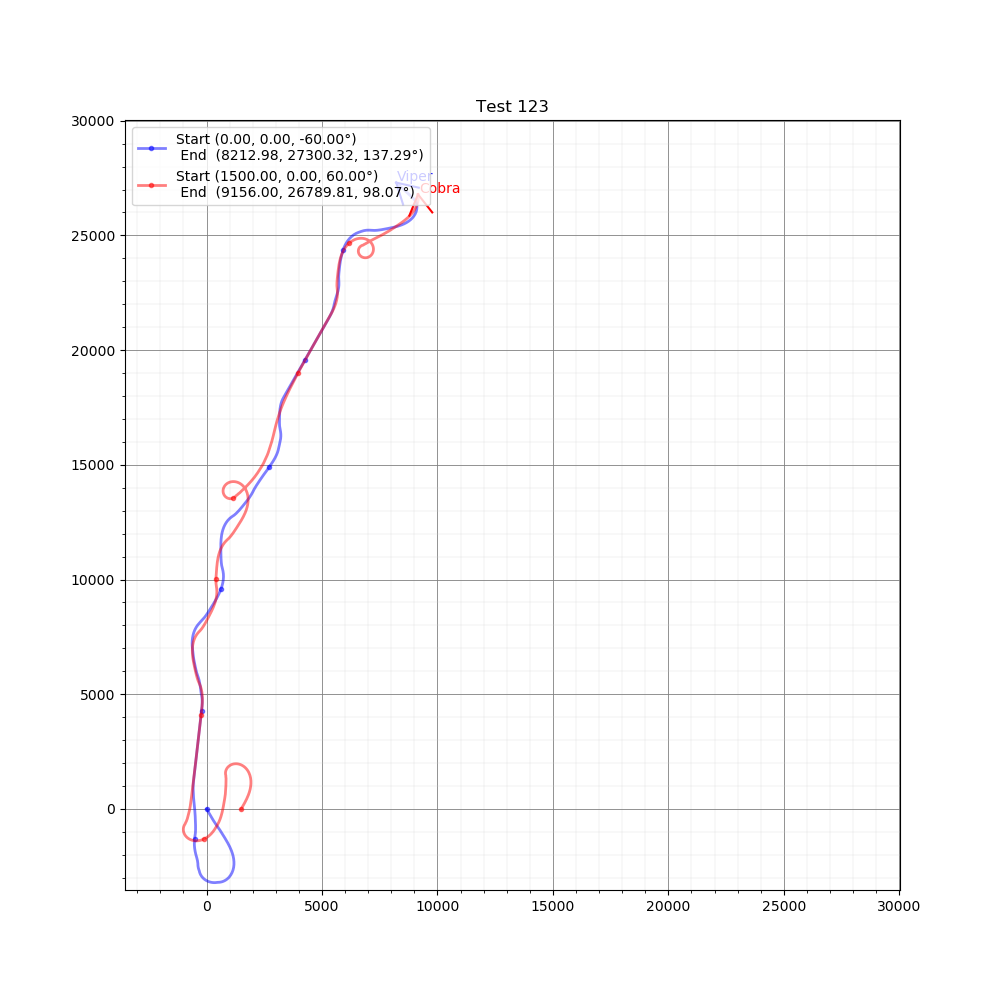 Test 123
Start (0.00, 0.00, -60.00°)
End (8212.98, 27300.32, 137.29°)
Start (1500.00, 0.00, 60.00°)
End (9156.00, 26789.81, 98.07°)
Viper
Cobra
30000
25000
20000
15000
10000
5000
0
0 5000 10000 15000 20000 25000 30000